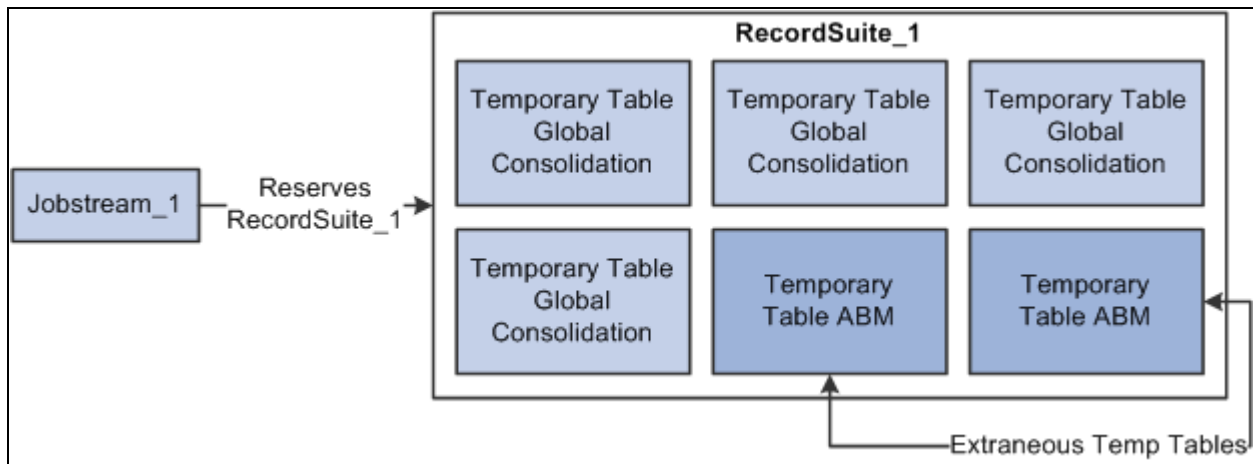 RecordSuite_1
Temporary Table
Global
Consolidation
Temporary Table
Global
Consolidation
Temporary Table
Global
Consolidation
Jobstream_1
Reserves
RecordSuite_1
Temporary Table
Global
Consolidation
Temporary
Table ABM
Temporary
Table ABM
Extraneous Temp Tables